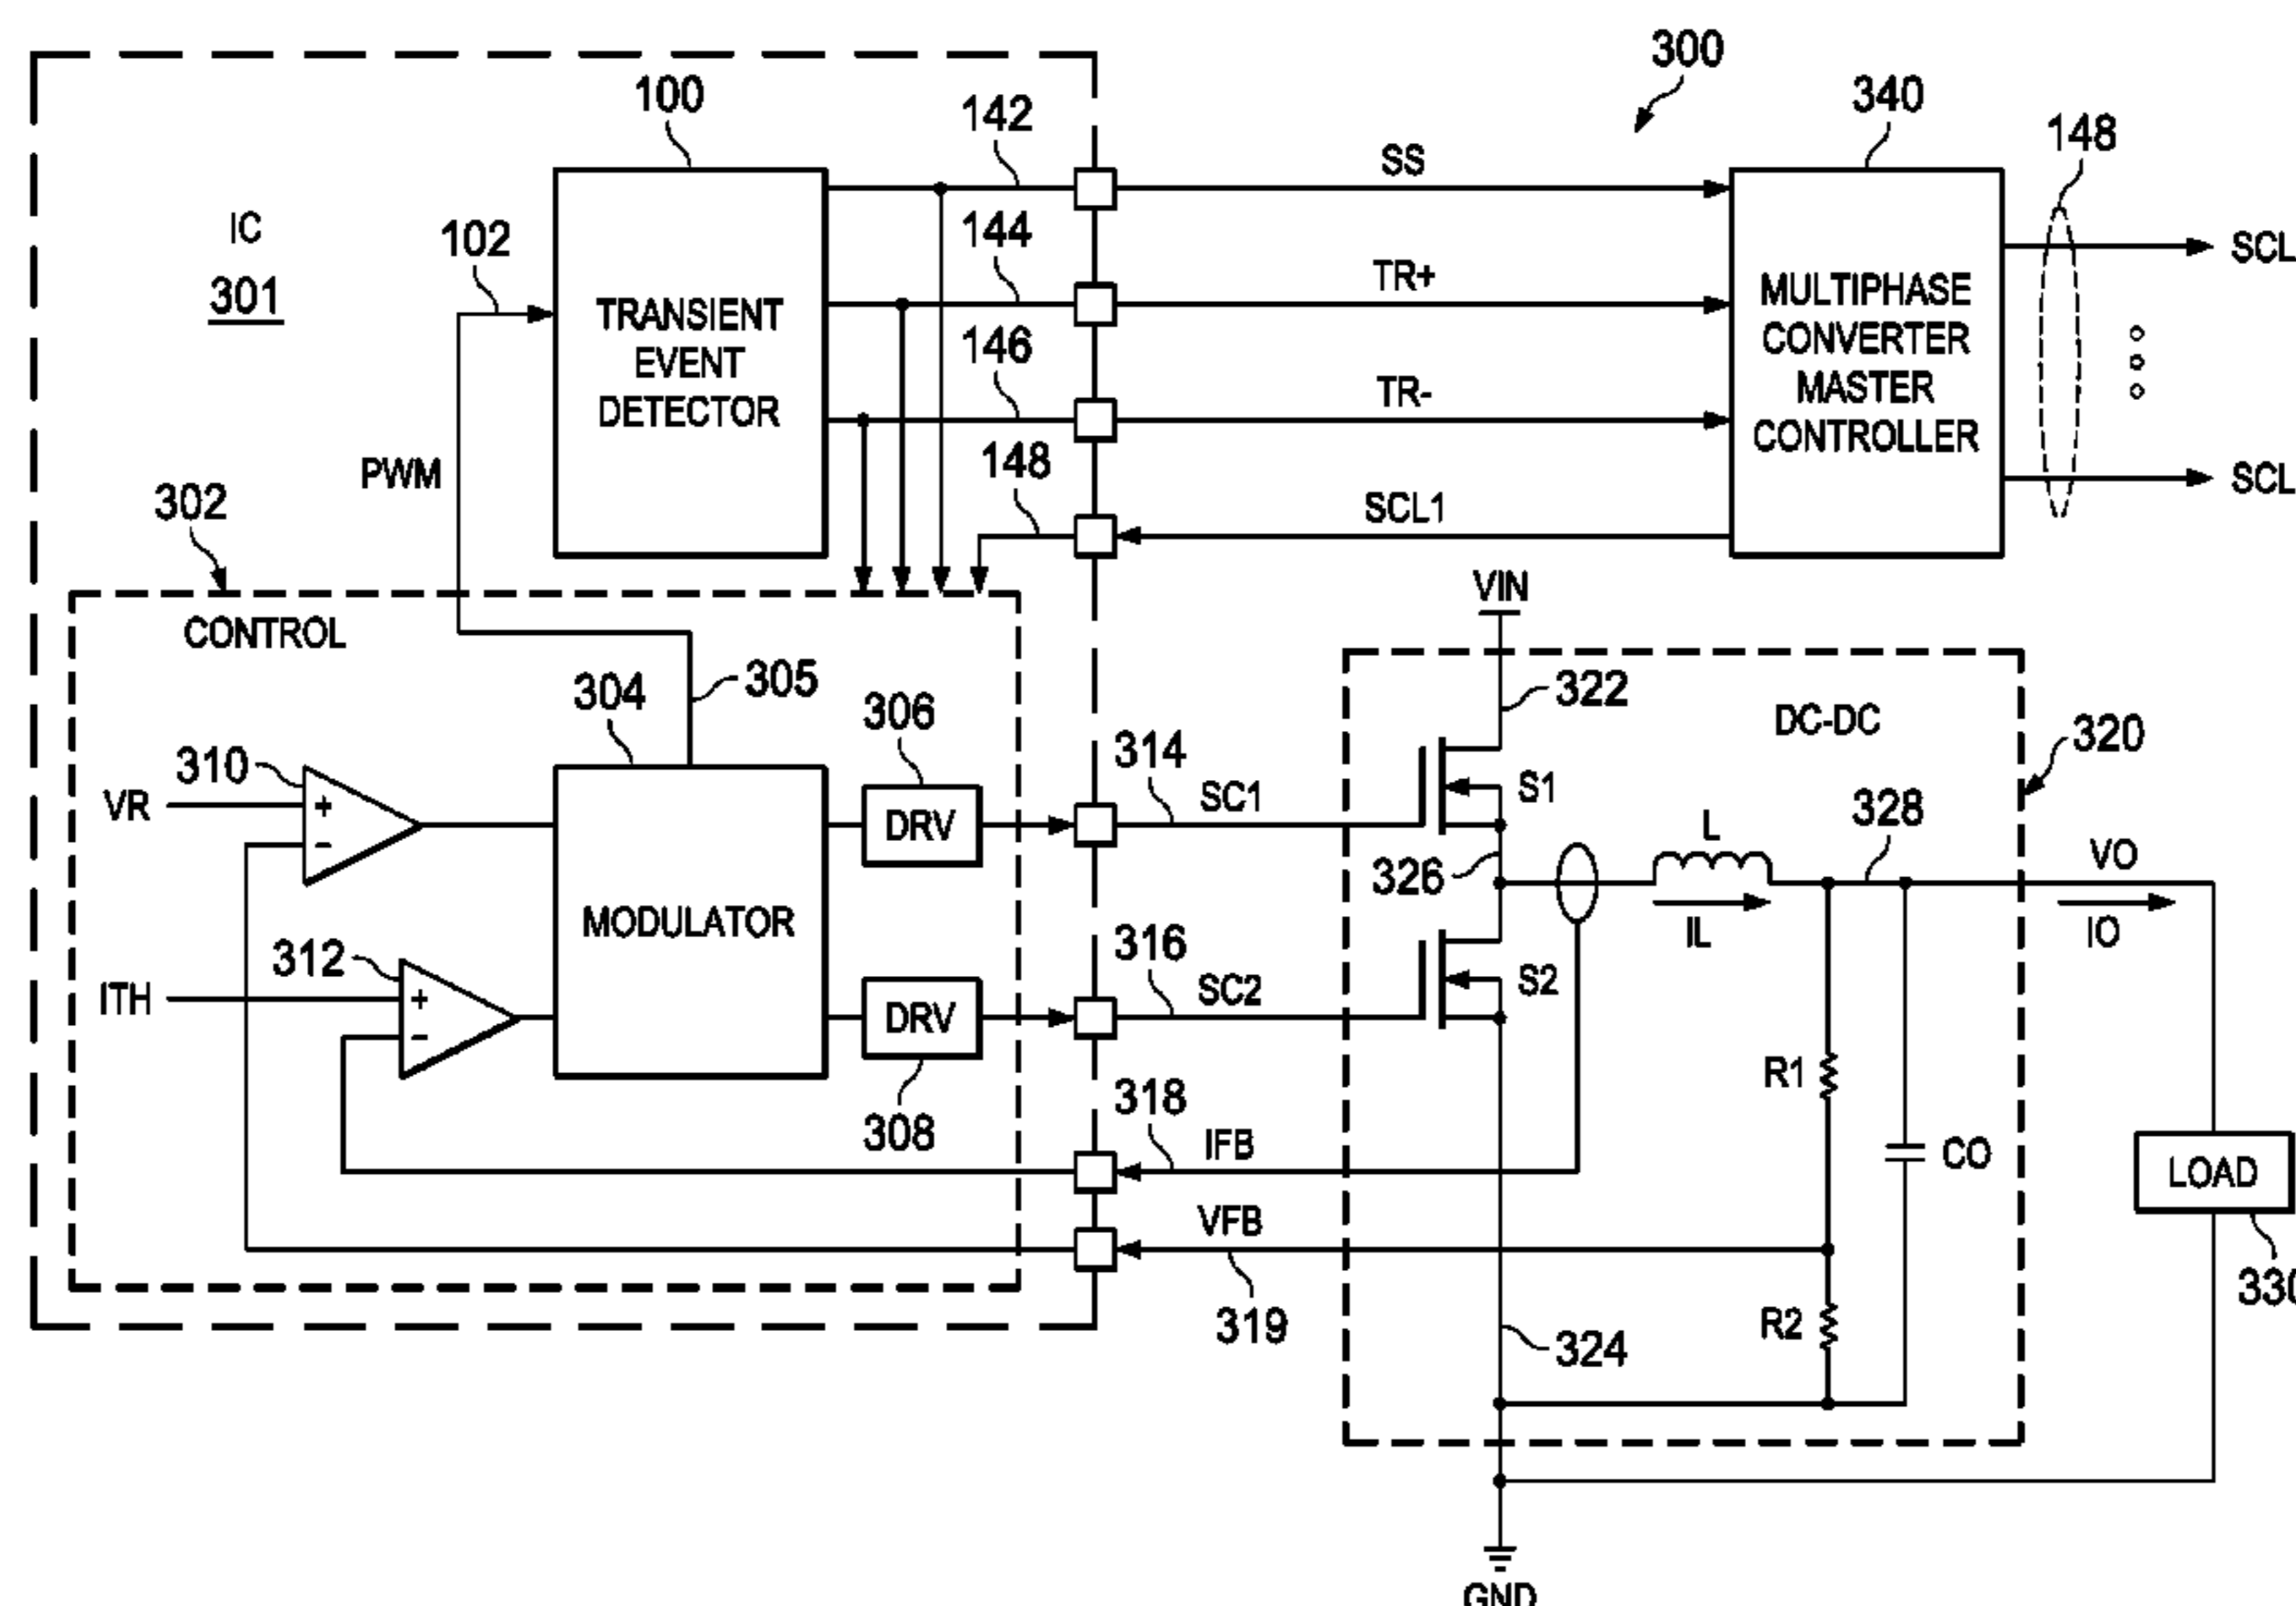 300
100
142
340
148
SS
SCL
IC
301
102
144
TR+
TRANSIENT
EVENT
DETECTOR
MULTIPHASE
CONVERTER
MASTER
CONTROLLER
146
TR-
148
SCL1
SCL
PWM
302
CONTROL
VIN
304
305
306
322
DC-DC
320
310
VR
+
-
DRV
314
SC1
S1
L
328
VO
326
IL
IO
MODULATOR
312
ITH
+
-
DRV
316
SC2
S2
308
318
IFB
R1
CO
LOAD
VFB
319
R2
324
GND